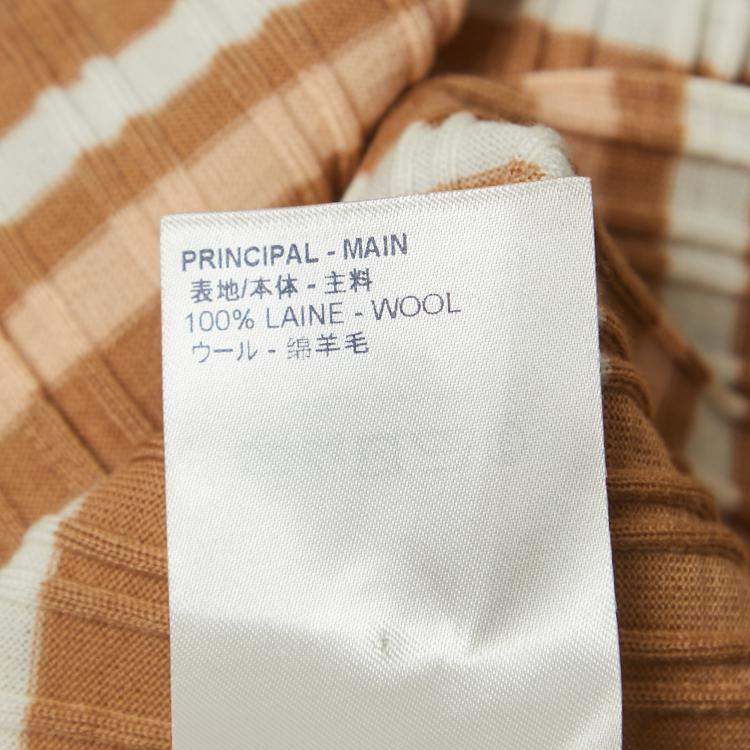 PRINCIPAL - MAIN
表地/本体 - 主料
100% LAINE - WOOL
ウール - 绵羊毛